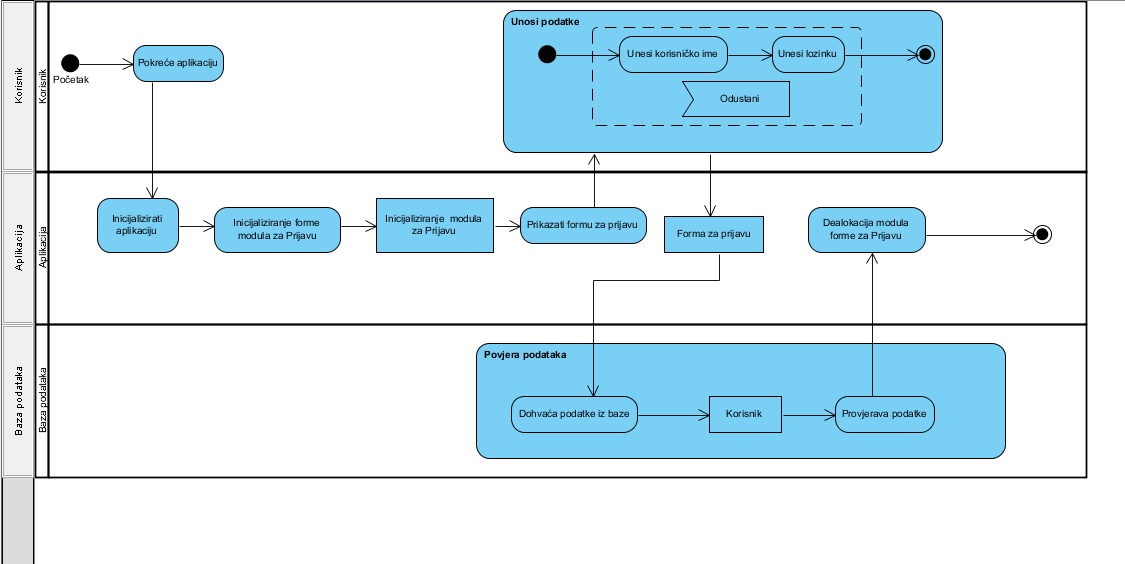 Korisnik
Korisnik
Početak
Pokreće aplikaciju
Unosi podatke
Unesi korisničko ime
Unesi lozinku
Odustani
Aplikacija
Aplikacija
Inicijalizirati
aplikaciju
Inicijaliziranje forme
modula za Prijavu
Inicijaliziranje modula
za Prijavu
Prikazati formu za prijavu
Forma za prijavu
Dealokacija modula
forme za Prijavu
Baza podataka
Baza podataka
Povjera podataka
Dohvaća podatke iz baze
Korisnik
Provjerava podatke